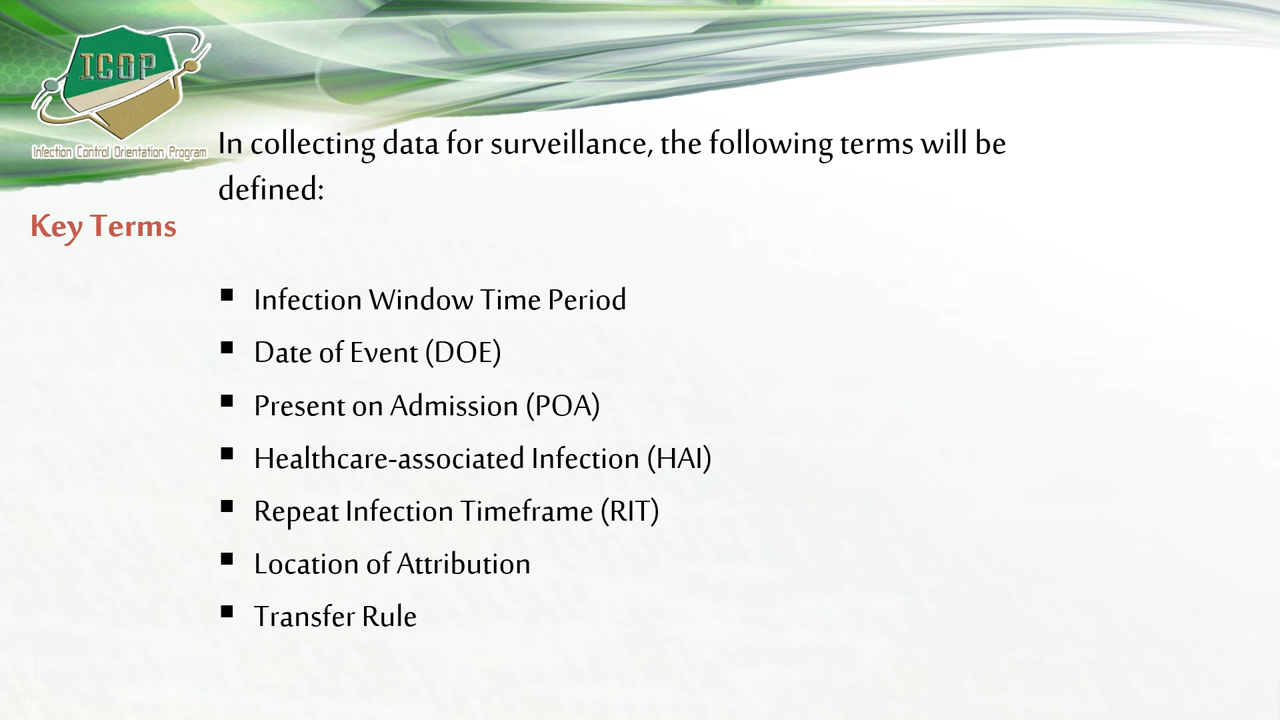 ICOP
Infection Control Orientation Program
In collecting data for surveillance, the following terms will be
defined:
Key Terms
▪ Infection Window Time Period
▪ Date of Event (DOE)
▪ Present on Admission (POA)
▪ Healthcare-associated Infection (HAI)
▪ Repeat Infection Timeframe (RIT)
▪ Location of Attribution
▪ Transfer Rule